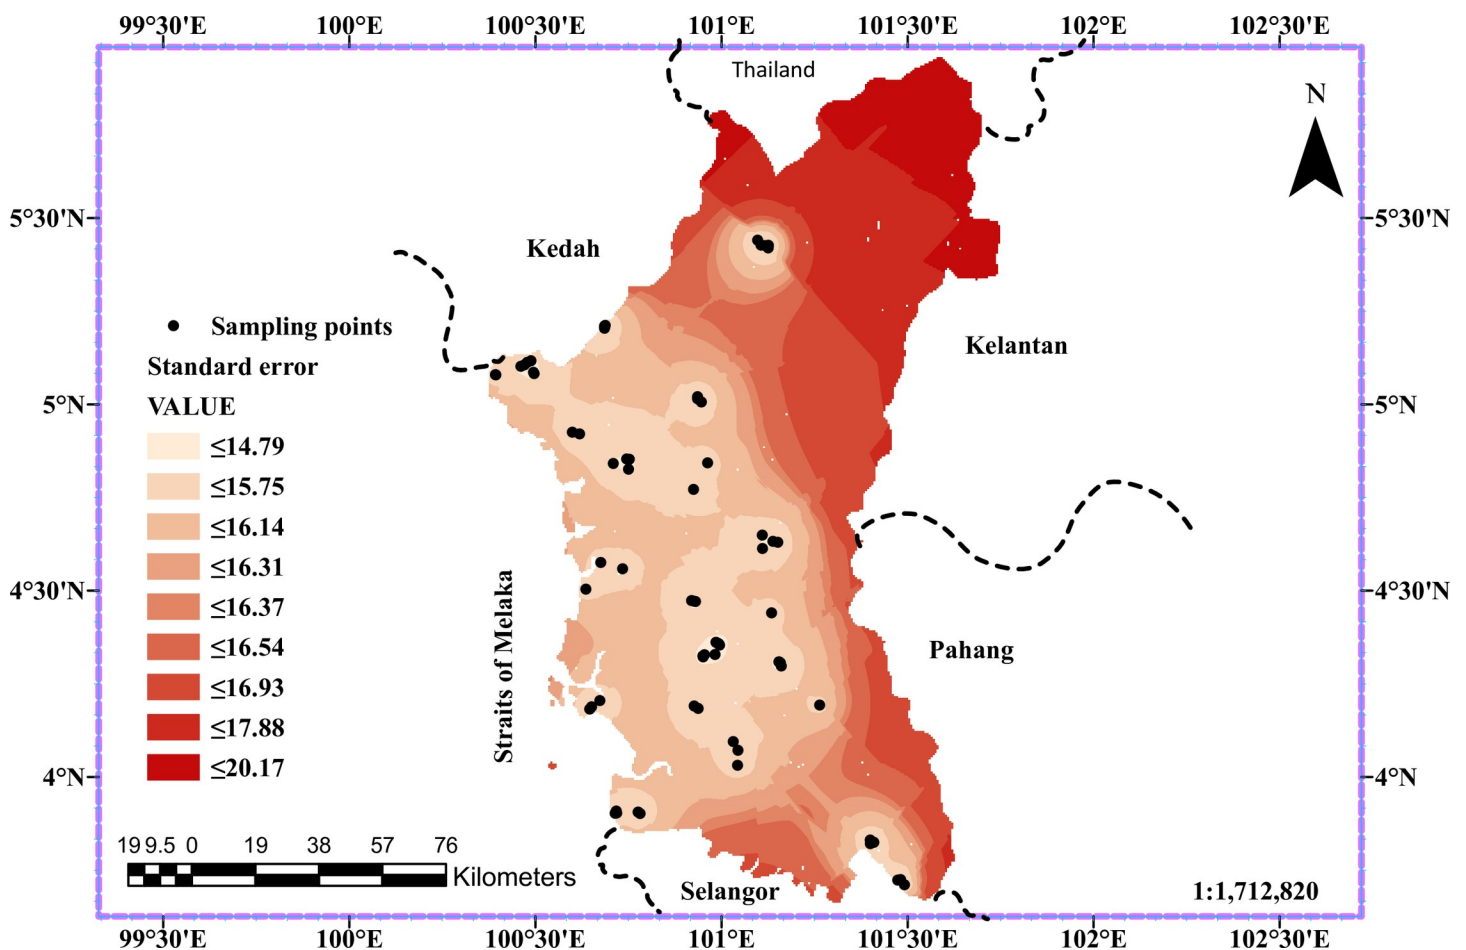 99°30'E 100°E 100°30'E 101°E 101°30'E 102°E 102°30'E
Thailand
N
5°30'N 5°30'N
Kedah
Sampling points
Kelantan
Standard error
5°N 5°N
VALUE
≤14.79
≤15.75
≤16.14
≤16.31
≤16.37
≤16.54
≤16.93
≤17.88
≤20.17
4°30'N 4°30'N
Straits of Melaka
Pahang
4°N 4°N
19 9.5 0 19 38 57 76
Kilometers
Selangor
1:1,712,820
99°30'E 100°E 100°30'E 101°E 101°30'E 102°E 102°30'E